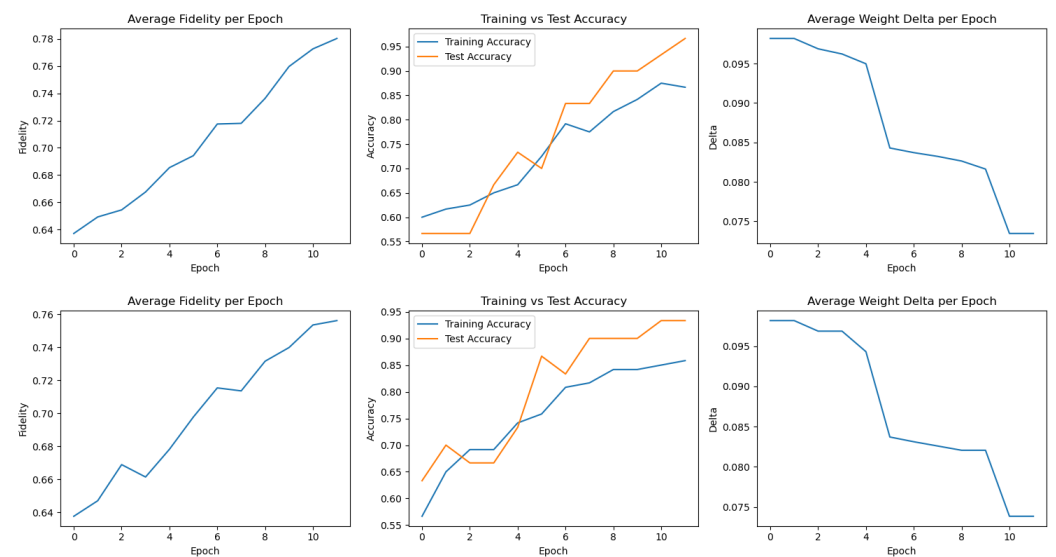 Average Fidelity per Epoch
Fidelity
0.78
0.76
0.74
0.72
0.70
0.68
0.66
0.64
0 2 4 6 8 10
Epoch
Training vs Test Accuracy
Training Accuracy
Test Accuracy
Accuracy
0.95
0.90
0.85
0.80
0.75
0.70
0.65
0.60
0.55
0 2 4 6 8 10
Epoch
Average Weight Delta per Epoch
Delta
0.095
0.090
0.085
0.080
0.075
0 2 4 6 8 10
Epoch
Average Fidelity per Epoch
Fidelity
0.76
0.74
0.72
0.70
0.68
0.66
0.64
0 2 4 6 8 10
Epoch
Training vs Test Accuracy
Training Accuracy
Test Accuracy
Accuracy
0.95
0.90
0.85
0.80
0.75
0.70
0.65
0.60
0.55
0 2 4 6 8 10
Epoch
Average Weight Delta per Epoch
Delta
0.095
0.090
0.085
0.080
0.075
0 2 4 6 8 10
Epoch